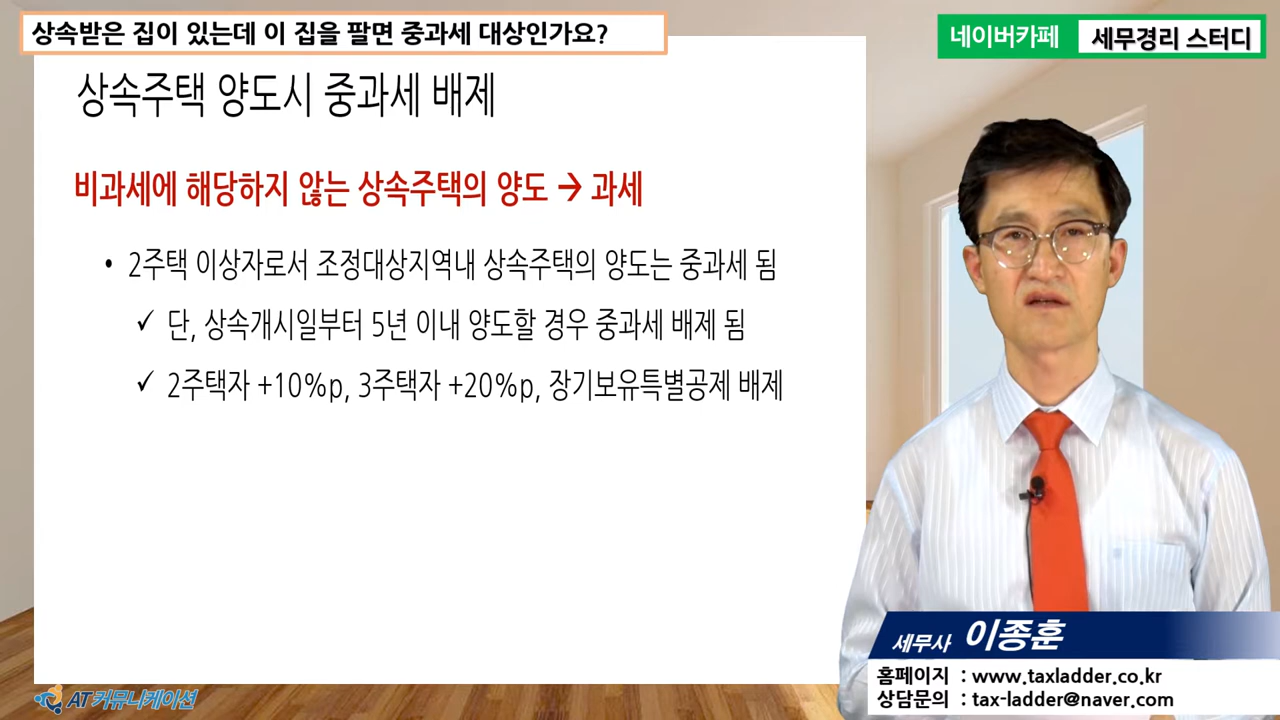 상속받은 집이 있는데 이 집을 팔면 중과세 대상인가요?
네이버카페 세무경리 스터디
상속주택 양도시 중과세 배제
비과세에 해당하지 않는 상속주택의 양도 → 과세
• 2주택 이상자로서 조정대상지역내 상속주택의 양도는 중과세 됨
✓ 단, 상속개시일부터 5년 이내 양도할 경우 중과세 배제 됨
✓ 2주택자 +10%p, 3주택자 +20%p, 장기보유특별공제 배제
세무사 이종훈
홈페이지 : www.taxladder.co.kr
상담문의 : tax-ladder@naver.com
AT커뮤니케이션